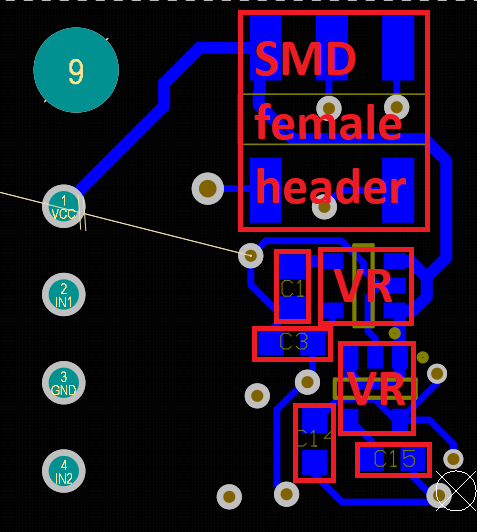 9
SMD
female
header
1
VCC
C1
VR
2
IN1
C3
3
GND
VR
C14
C15
4
IN2